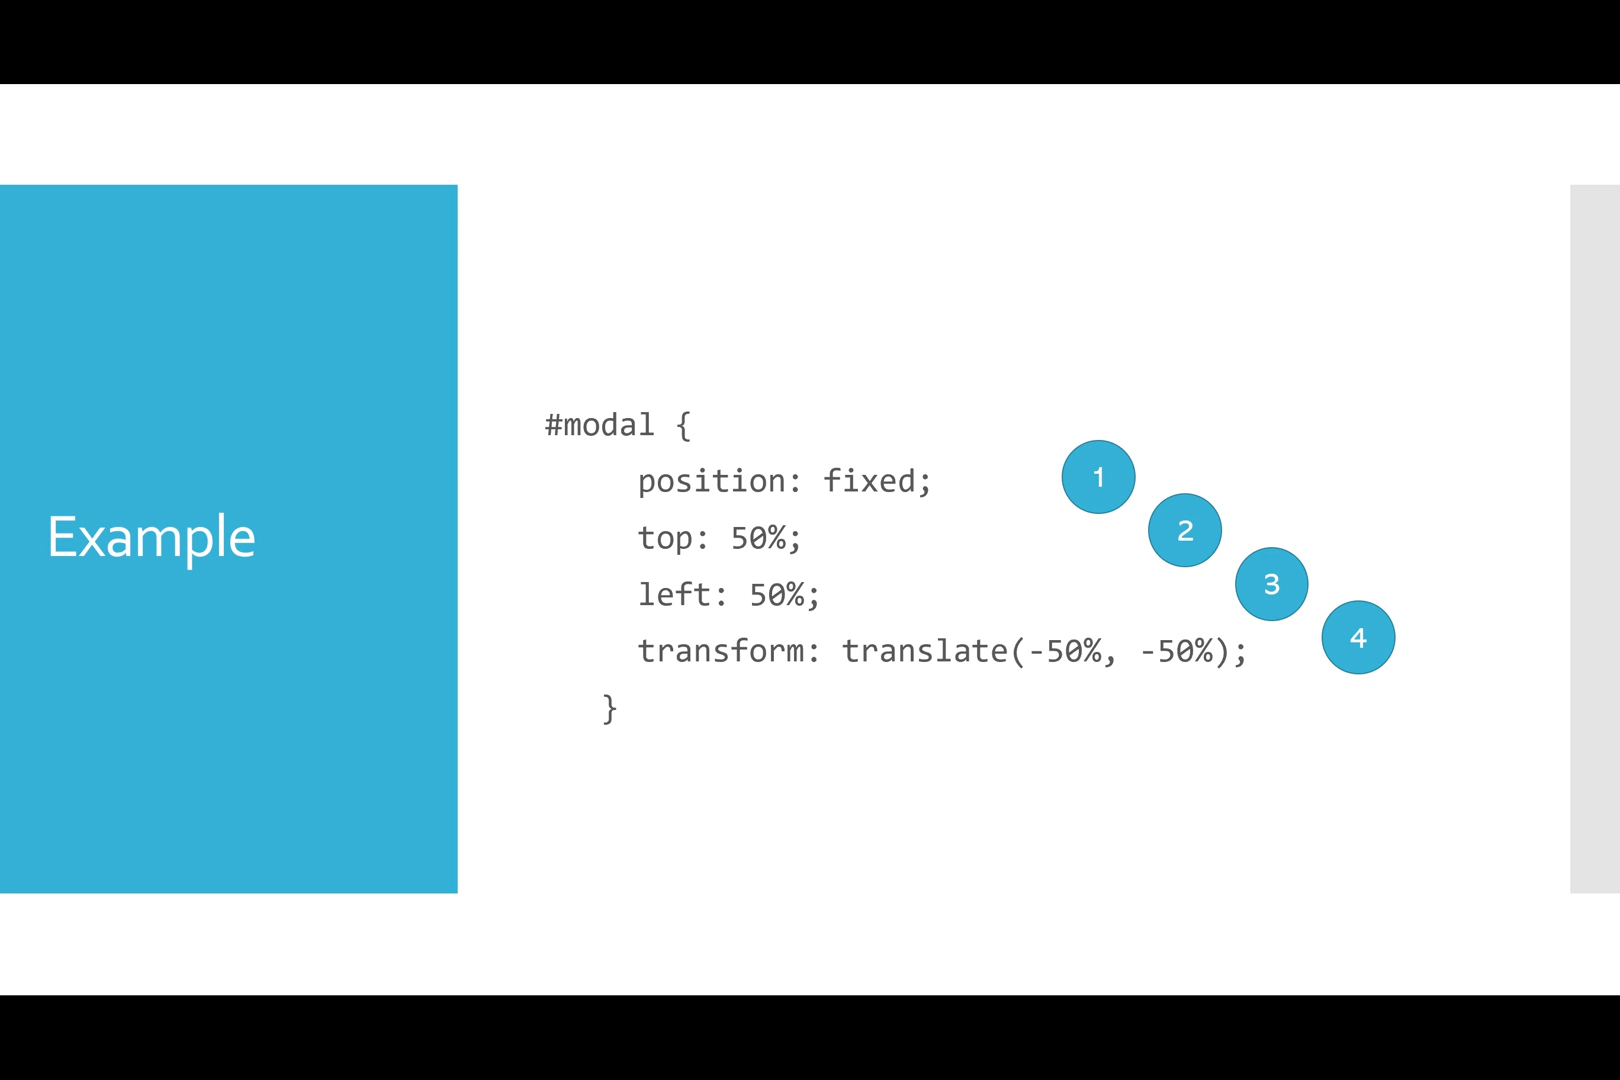 Example
#modal {
position: fixed;
top: 50%;
left: 50%;
transform: translate(-50%, -50%);
}
1
2
3
4